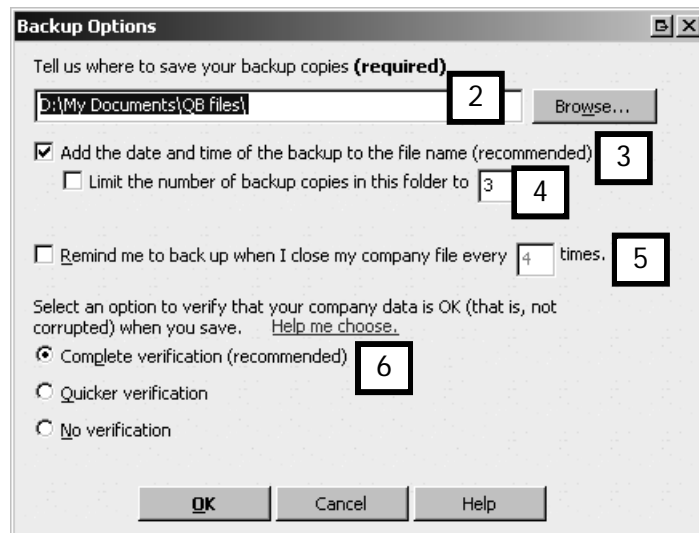 Backup Options
Tell us where to save your backup copies (required)
D:\My Documents\QB files\
2
Browse...
Add the date and time of the backup to the file name (recommended)
3
Limit the number of backup copies in this folder to 3
4
Remind me to back up when I close my company file every 4 times.
5
Select an option to verify that your company data is OK (that is, not
corrupted) when you save. Help me choose.
Complete verification (recommended)
6
Quicker verification
No verification
OK Cancel Help